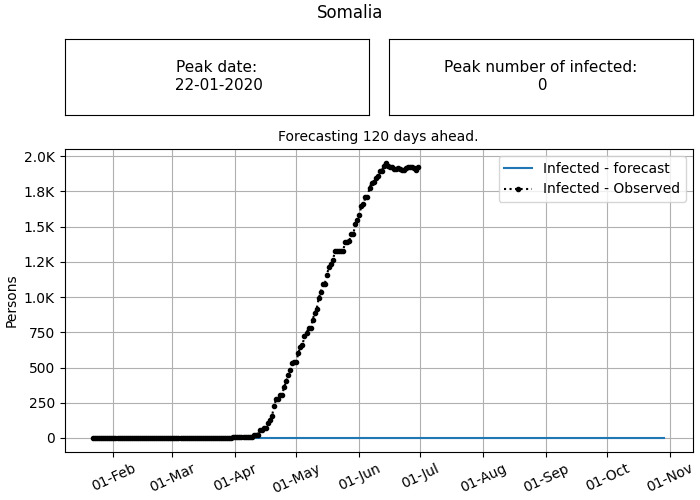 Somalia
Peak date:
22-01-2020
Peak number of infected:
0
Forecasting 120 days ahead.
Infected - forecast
Infected - Observed
Persons
2.0K
1.8K
1.5K
1.2K
1.0K
750
500
250
0
01-Feb
01-Mar
01-Apr
01-May
01-Jun
01-Jul
01-Aug
01-Sep
01-Oct
01-Nov